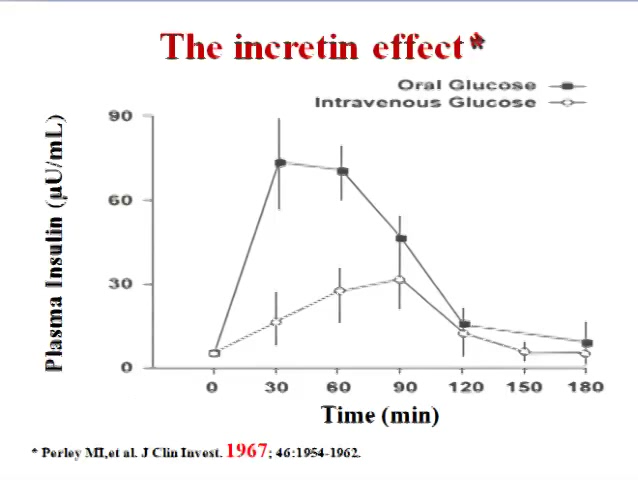 The incretin effect*
Oral Glucose
Intravenous Glucose
Plasma Insulin (µU/mL)
90
60
30
0
0 30 60 90 120 150 180
Time (min)
* Perley MI,et al. J Clin Invest. 1967; 46:1954-1962.